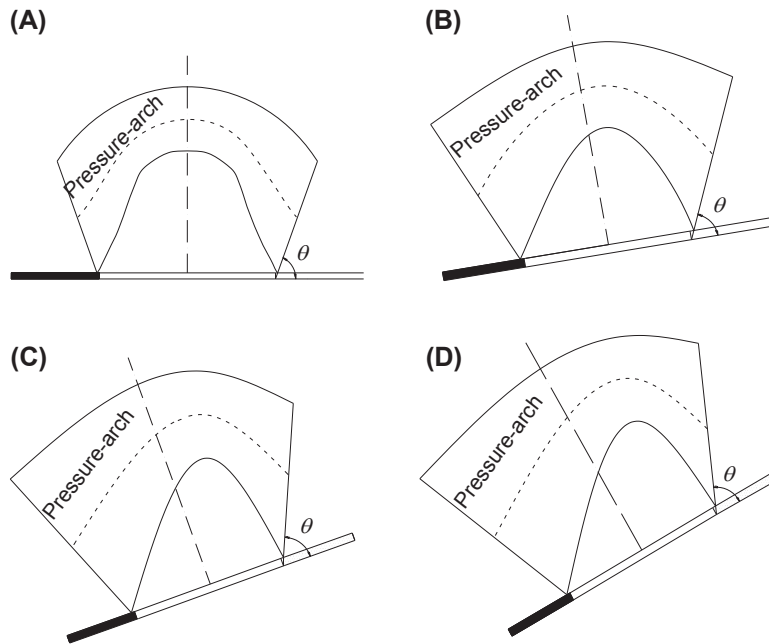 (A)
Pressure-arch
θ
(B)
Pressure-arch
θ
(C)
Pressure-arch
θ
(D)
Pressure-arch
θ